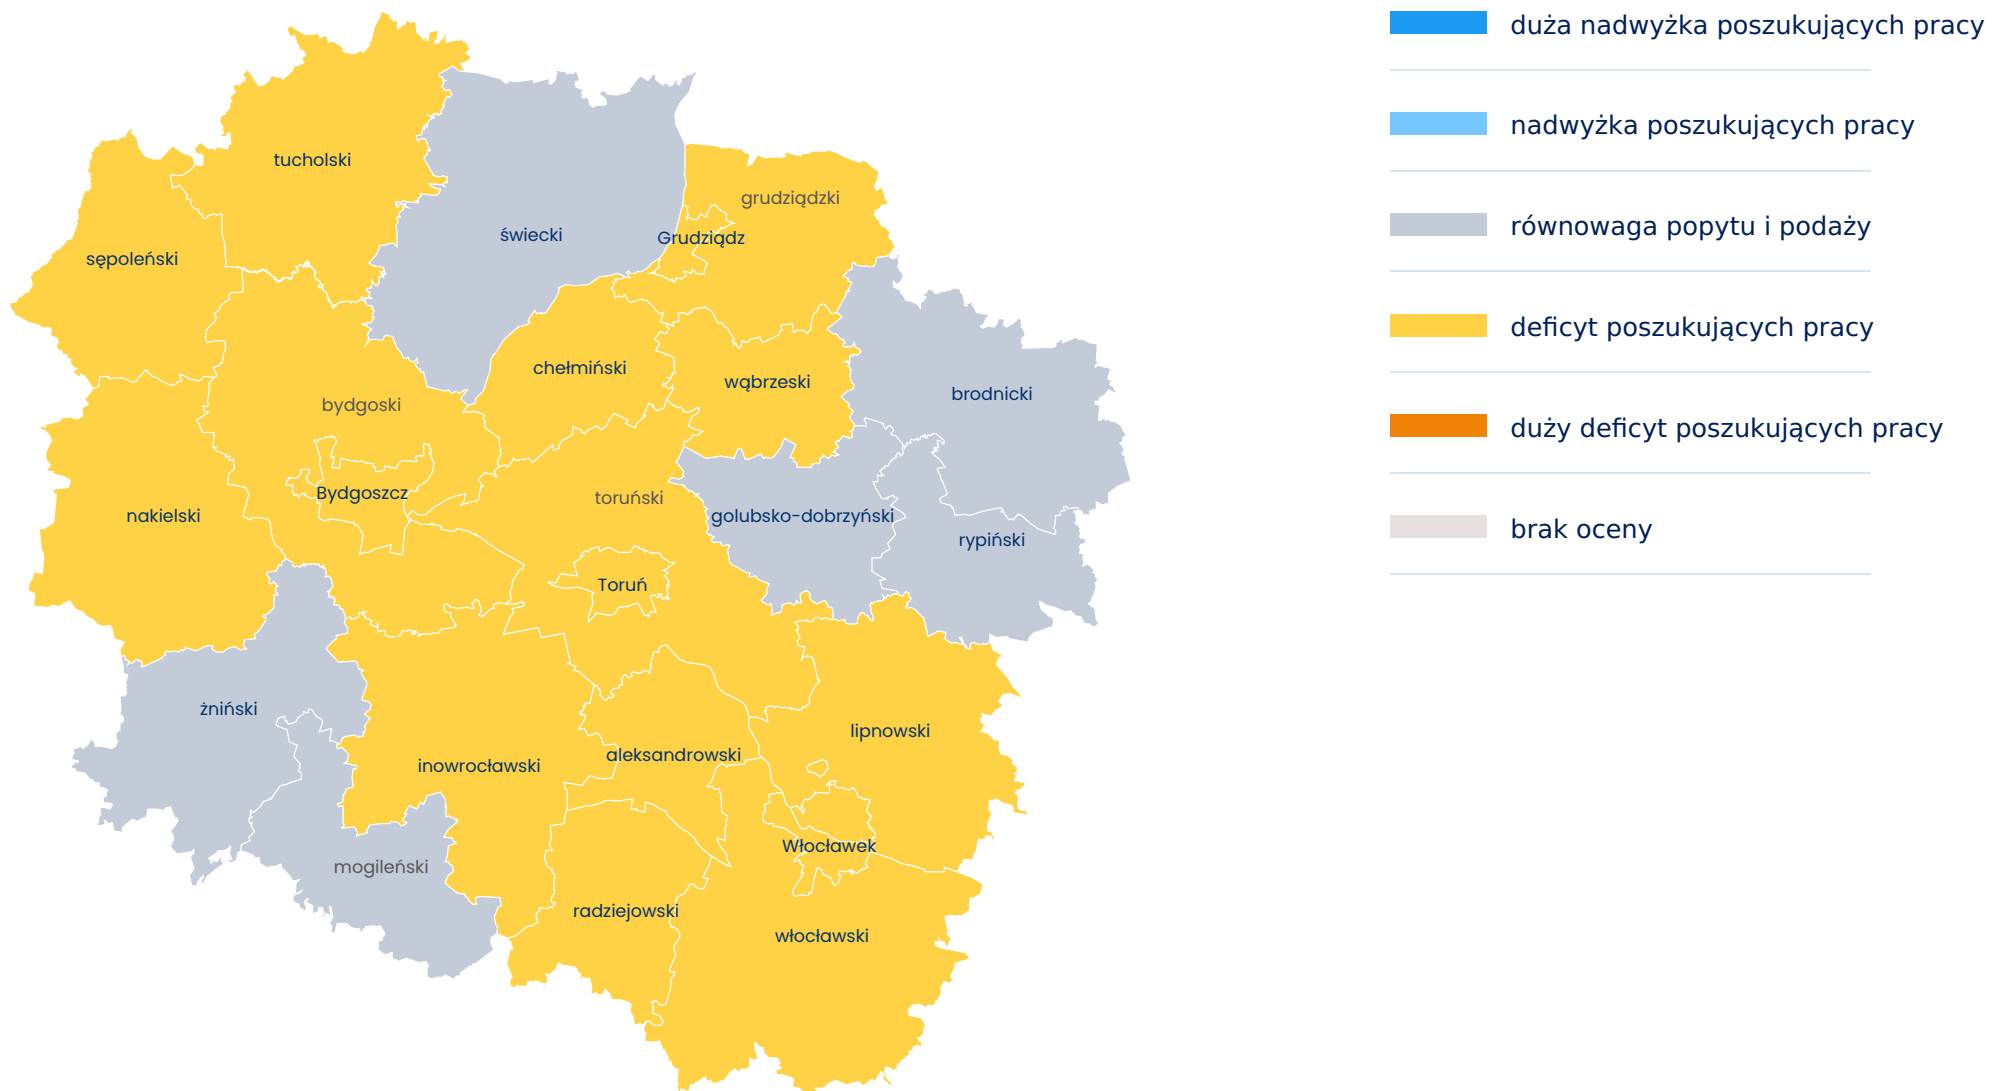 duża nadwyżka poszukujących pracy
nadwyżka poszukujących pracy
równowaga popytu i podaży
deficyt poszukujących pracy
duży deficyt poszukujących pracy
brak oceny
tucholski
grudziądzki
świecki
Grudziądz
sępoleński
chełmiński
wąbrzeski
brodnicki
bydgoski
Bydgoszcz
toruński
nakielski
golubsko-dobrzyński
rypiński
Toruń
żniński
lipnowski
aleksandrowski
inowrocławski
Włocławek
mogileński
radziejowski
włocławski